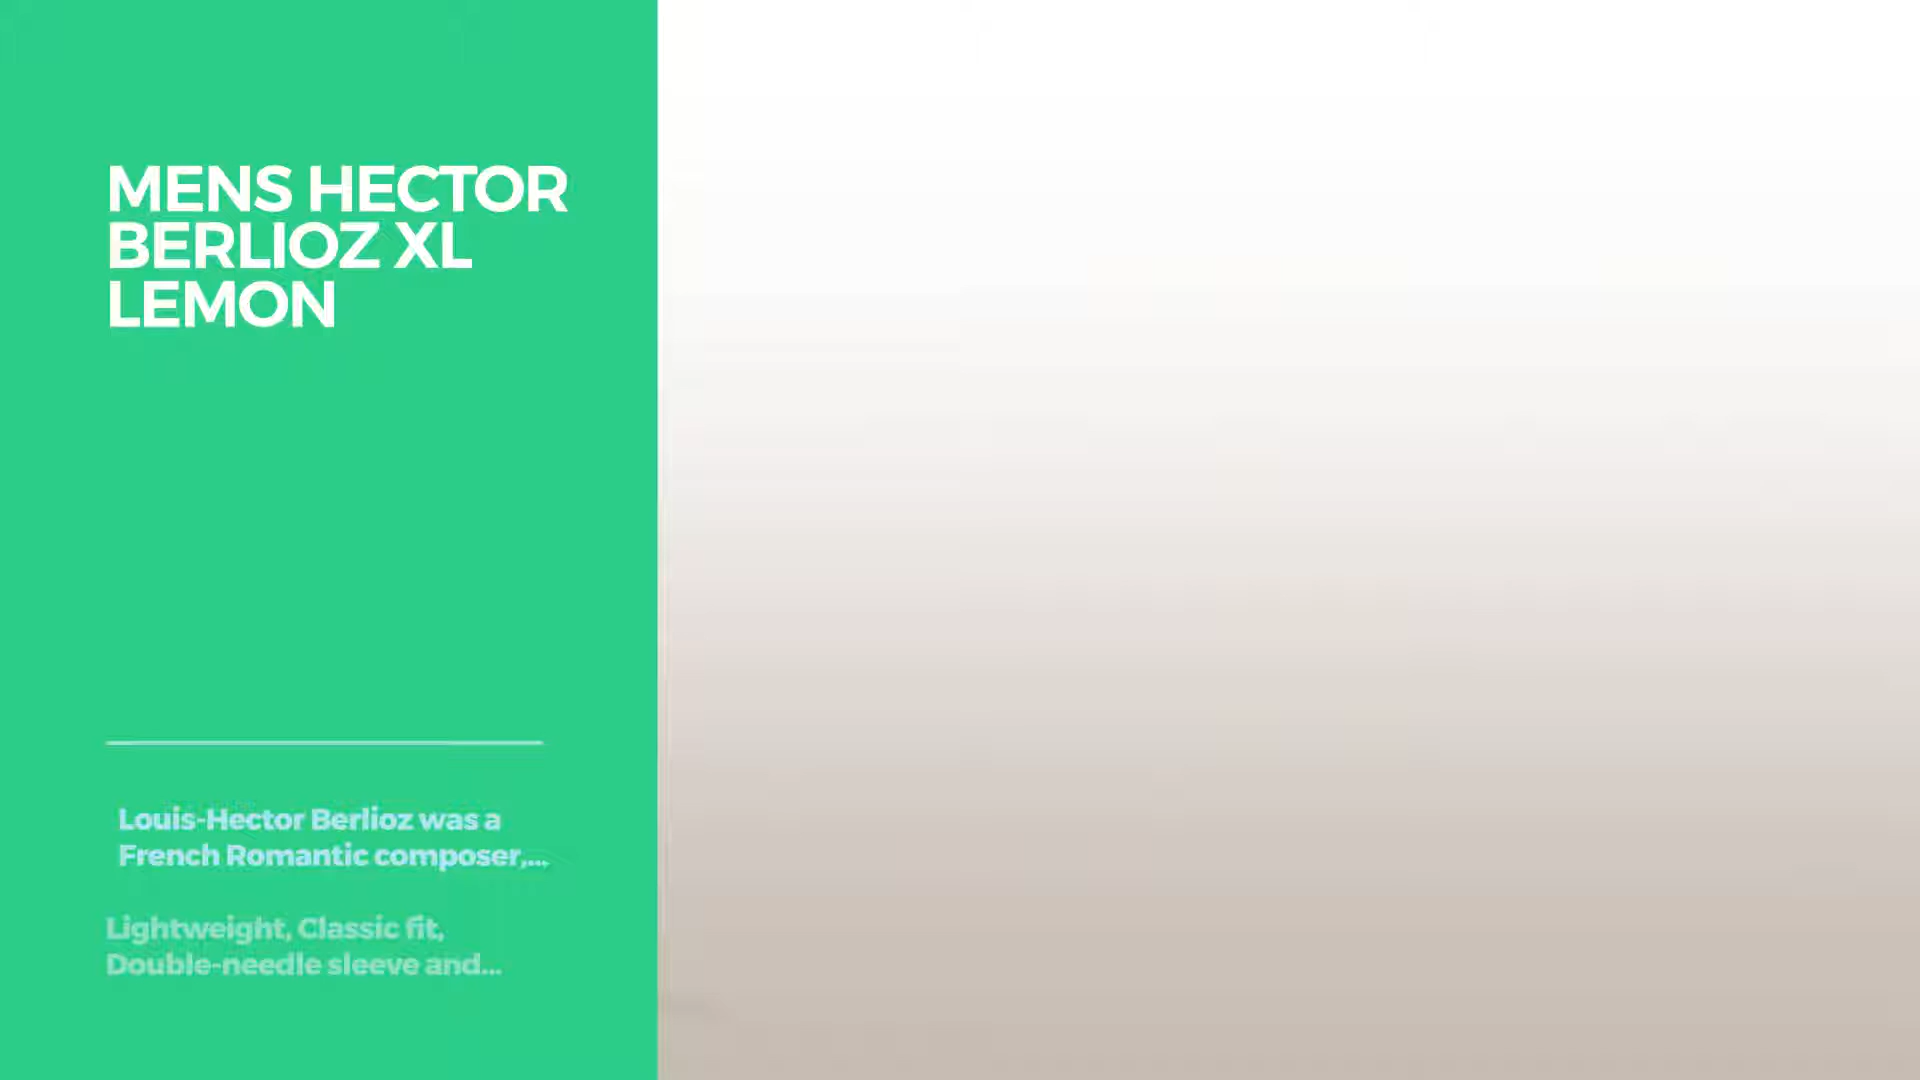 MENS HECTOR
BERLIOZ XL
LEMON
Louis-Hector Berlioz was a
French Romantic composer,...
Lightweight, Classic fit,
Double-needle sleeve and...